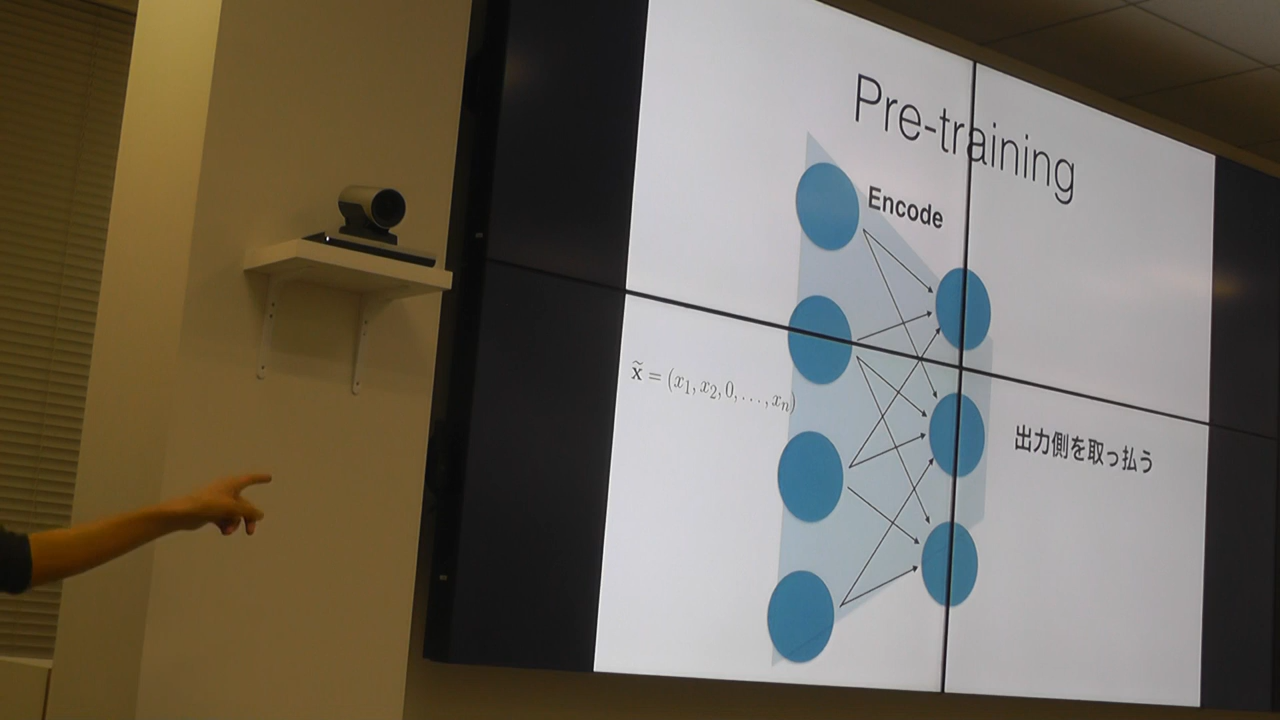 Pre-training
Encode
x̃ = (x₁, x₂, 0, . . . , xₙ)
出力側を取っ払う